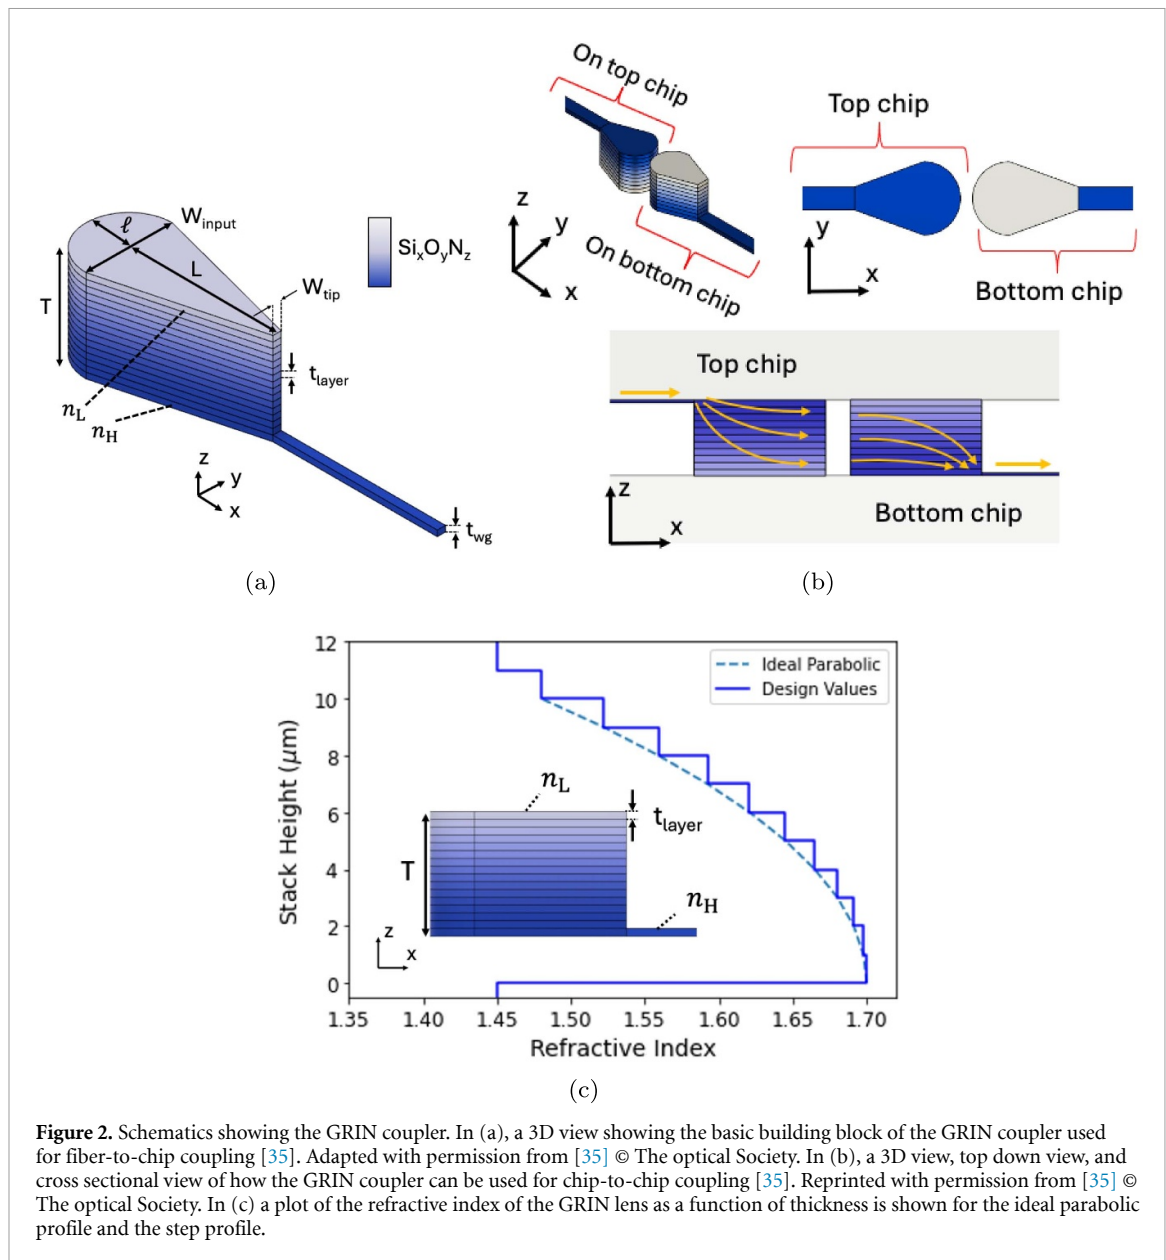 On top chip
On bottom chip
z
y
x
Top chip
Bottom chip
y
x
ℓ
W_input
L
W_tip
T
t_layer
n_L
n_H
z
y
x
t_wg
Si_xO_yN_z
(a)
Top chip
Bottom chip
z
x
(b)
12
10
8
6
4
2
0
Stack Height (μm)
1.35 1.40 1.45 1.50 1.55 1.60 1.65 1.70
Refractive Index
Ideal Parabolic
Design Values
n_L
t_layer
T
n_H
z
x
(c)
Figure 2. Schematics showing the GRIN coupler. In (a), a 3D view showing the basic building block of the GRIN coupler used
for fiber-to-chip coupling [35]. Adapted with permission from [35] © The optical Society. In (b), a 3D view, top down view, and
cross sectional view of how the GRIN coupler can be used for chip-to-chip coupling [35]. Reprinted with permission from [35] ©
The optical Society. In (c) a plot of the refractive index of the GRIN lens as a function of thickness is shown for the ideal parabolic
profile and the step profile.